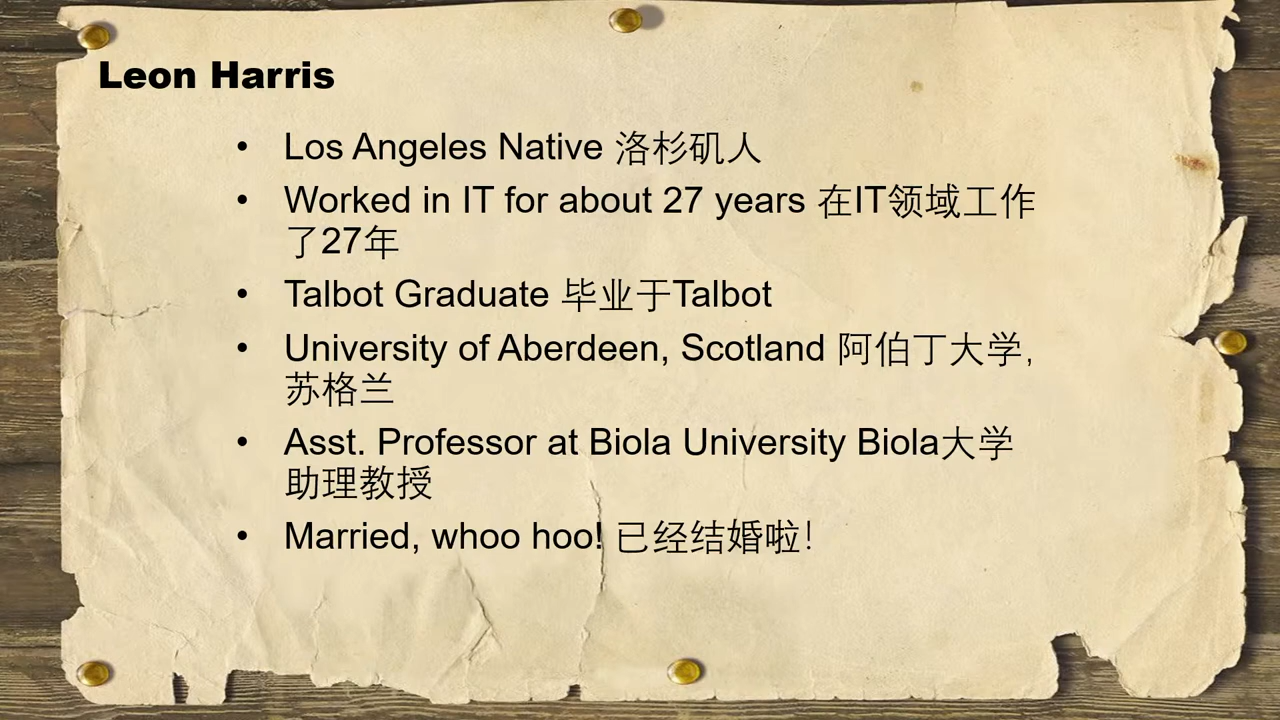 Leon Harris
• Los Angeles Native 洛杉矶人
• Worked in IT for about 27 years 在IT领域工作
了27年
• Talbot Graduate 毕业于Talbot
• University of Aberdeen, Scotland 阿伯丁大学,
苏格兰
• Asst. Professor at Biola University Biola大学
助理教授
• Married, whoo hoo! 已经结婚啦!